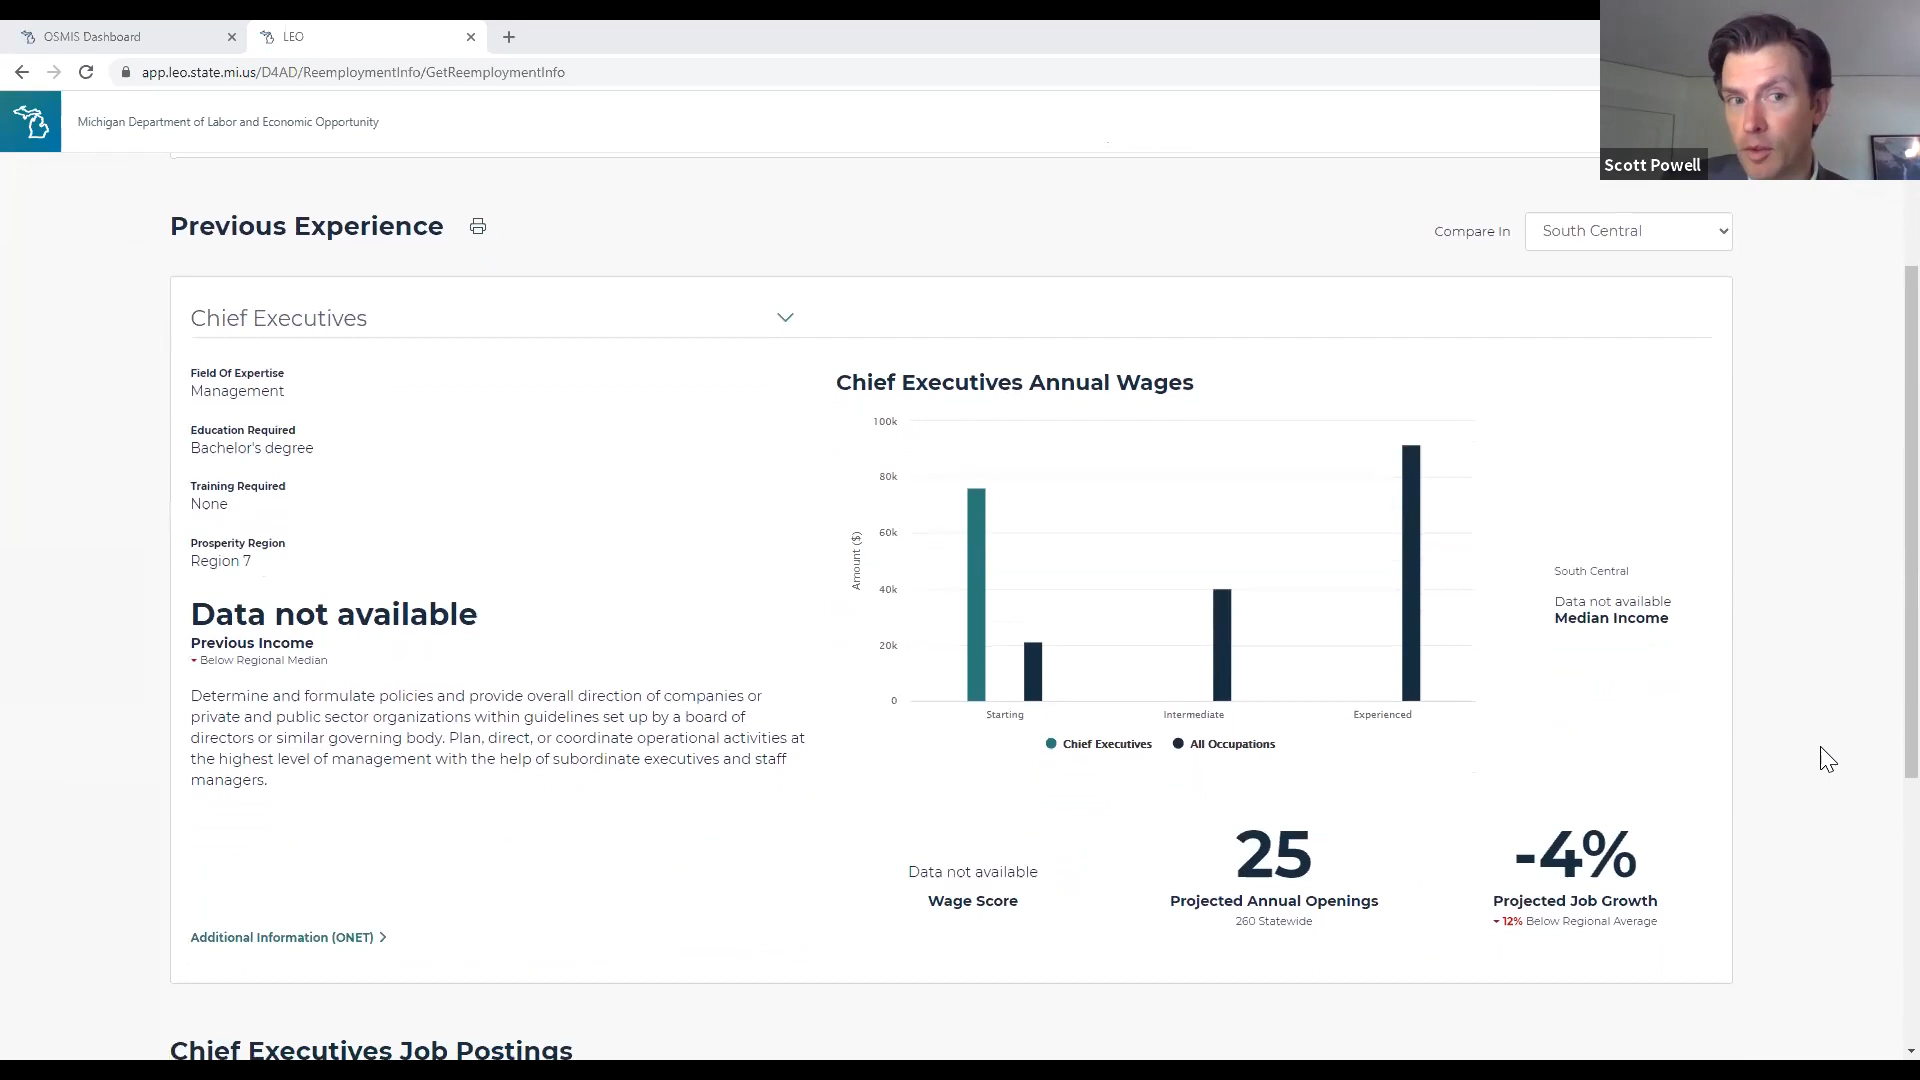 OSMIS Dashboard
LEO
app.leo.state.mi.us/D4AD/ReemploymentInfo/GetReemploymentInfo
Michigan Department of Labor and Economic Opportunity
Scott Powell
Previous Experience
Compare In
South Central
Chief Executives
Field Of Expertise
Management
Education Required
Bachelor's degree
Training Required
None
Prosperity Region
Region 7
Data not available
Previous Income
Below Regional Median
Determine and formulate policies and provide overall direction of companies or
private and public sector organizations within guidelines set up by a board of
directors or similar governing body. Plan, direct, or coordinate operational activities at
the highest level of management with the help of subordinate executives and staff
managers.
Additional Information (ONET)
Chief Executives Annual Wages
100k
80k
60k
40k
20k
0
Amount ($)
Starting
Intermediate
Experienced
Chief Executives
All Occupations
South Central
Data not available
Median Income
Data not available
Wage Score
25
Projected Annual Openings
260 Statewide
-4%
Projected Job Growth
12% Below Regional Average
Chief Executives Job Postings